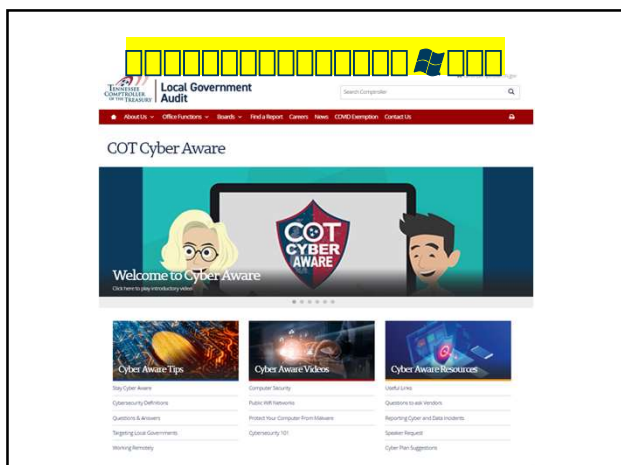 TENNESSEE
COMPTROLLER
OF THE TREASURY
Local Government
Audit
Search Comptroller
About Us
Office Functions
Boards
Find a Report
Careers
News
COVID Exemption
Contact Us
COT Cyber Aware
COT
CYBER
AWARE
Welcome to Cyber Aware
Click here to play introductory video!
Cyber Aware Tips
Stay Cyber Aware
Cybersecurity Definitions
Questions & Answers
Targeting Local Governments
Working Remotely
Cyber Aware Videos
Computer Security
Public Wifi Networks
Protect Your Computer From Malware
Cybersecurity 101
Cyber Aware Resources
Useful Links
Questions to ask Vendors
Reporting Cyber and Data Incidents
Speaker Request
Cyber Plan Suggestions